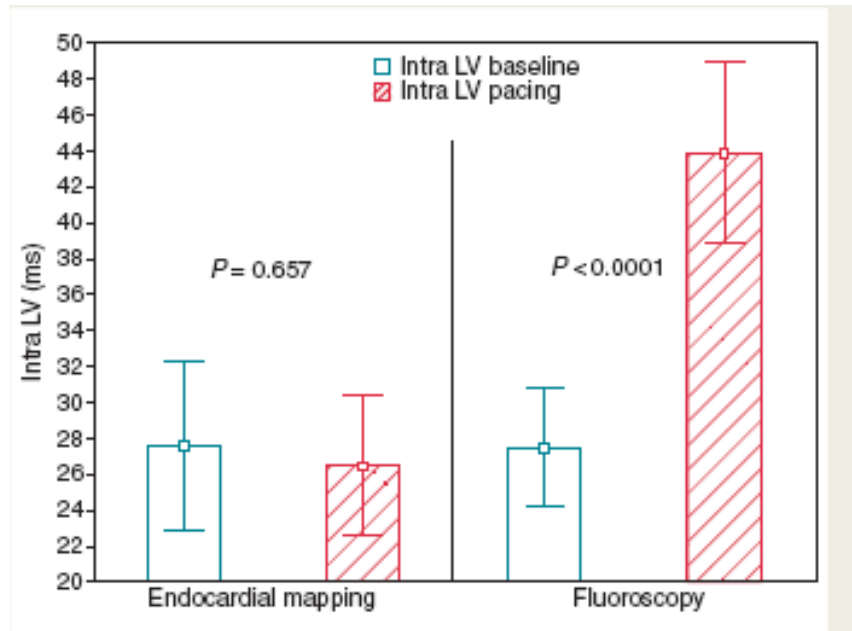 50
48
46
44
42
40
38
36
34
32
30
28
26
24
22
20
Intra LV (ms)
Intra LV baseline
Intra LV pacing
P = 0.657
P <0.0001
Endocardial mapping
Fluoroscopy